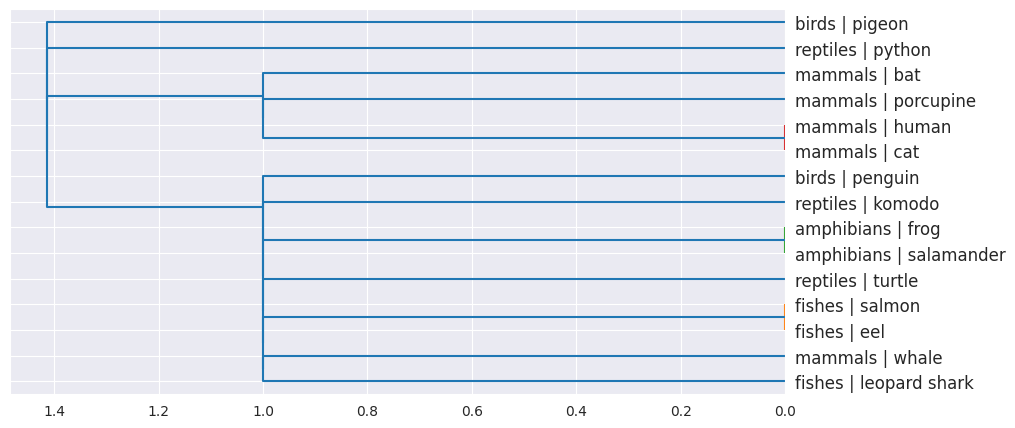 birds | pigeon
reptiles | python
mammals | bat
mammals | porcupine
mammals | human
mammals | cat
birds | penguin
reptiles | komodo
amphibians | frog
amphibians | salamander
reptiles | turtle
fishes | salmon
fishes | eel
mammals | whale
fishes | leopard shark
1.4 1.2 1.0 0.8 0.6 0.4 0.2 0.0